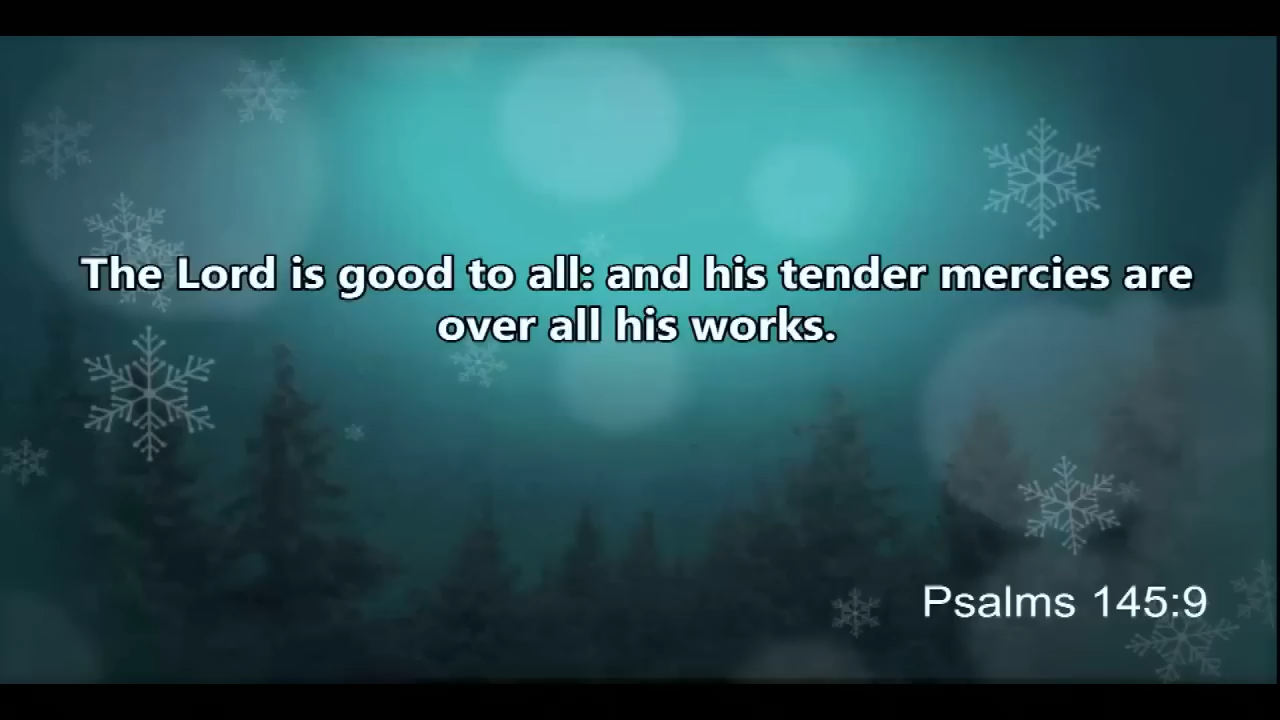 The Lord is good to all: and his tender mercies are
over all his works.
Psalms 145:9